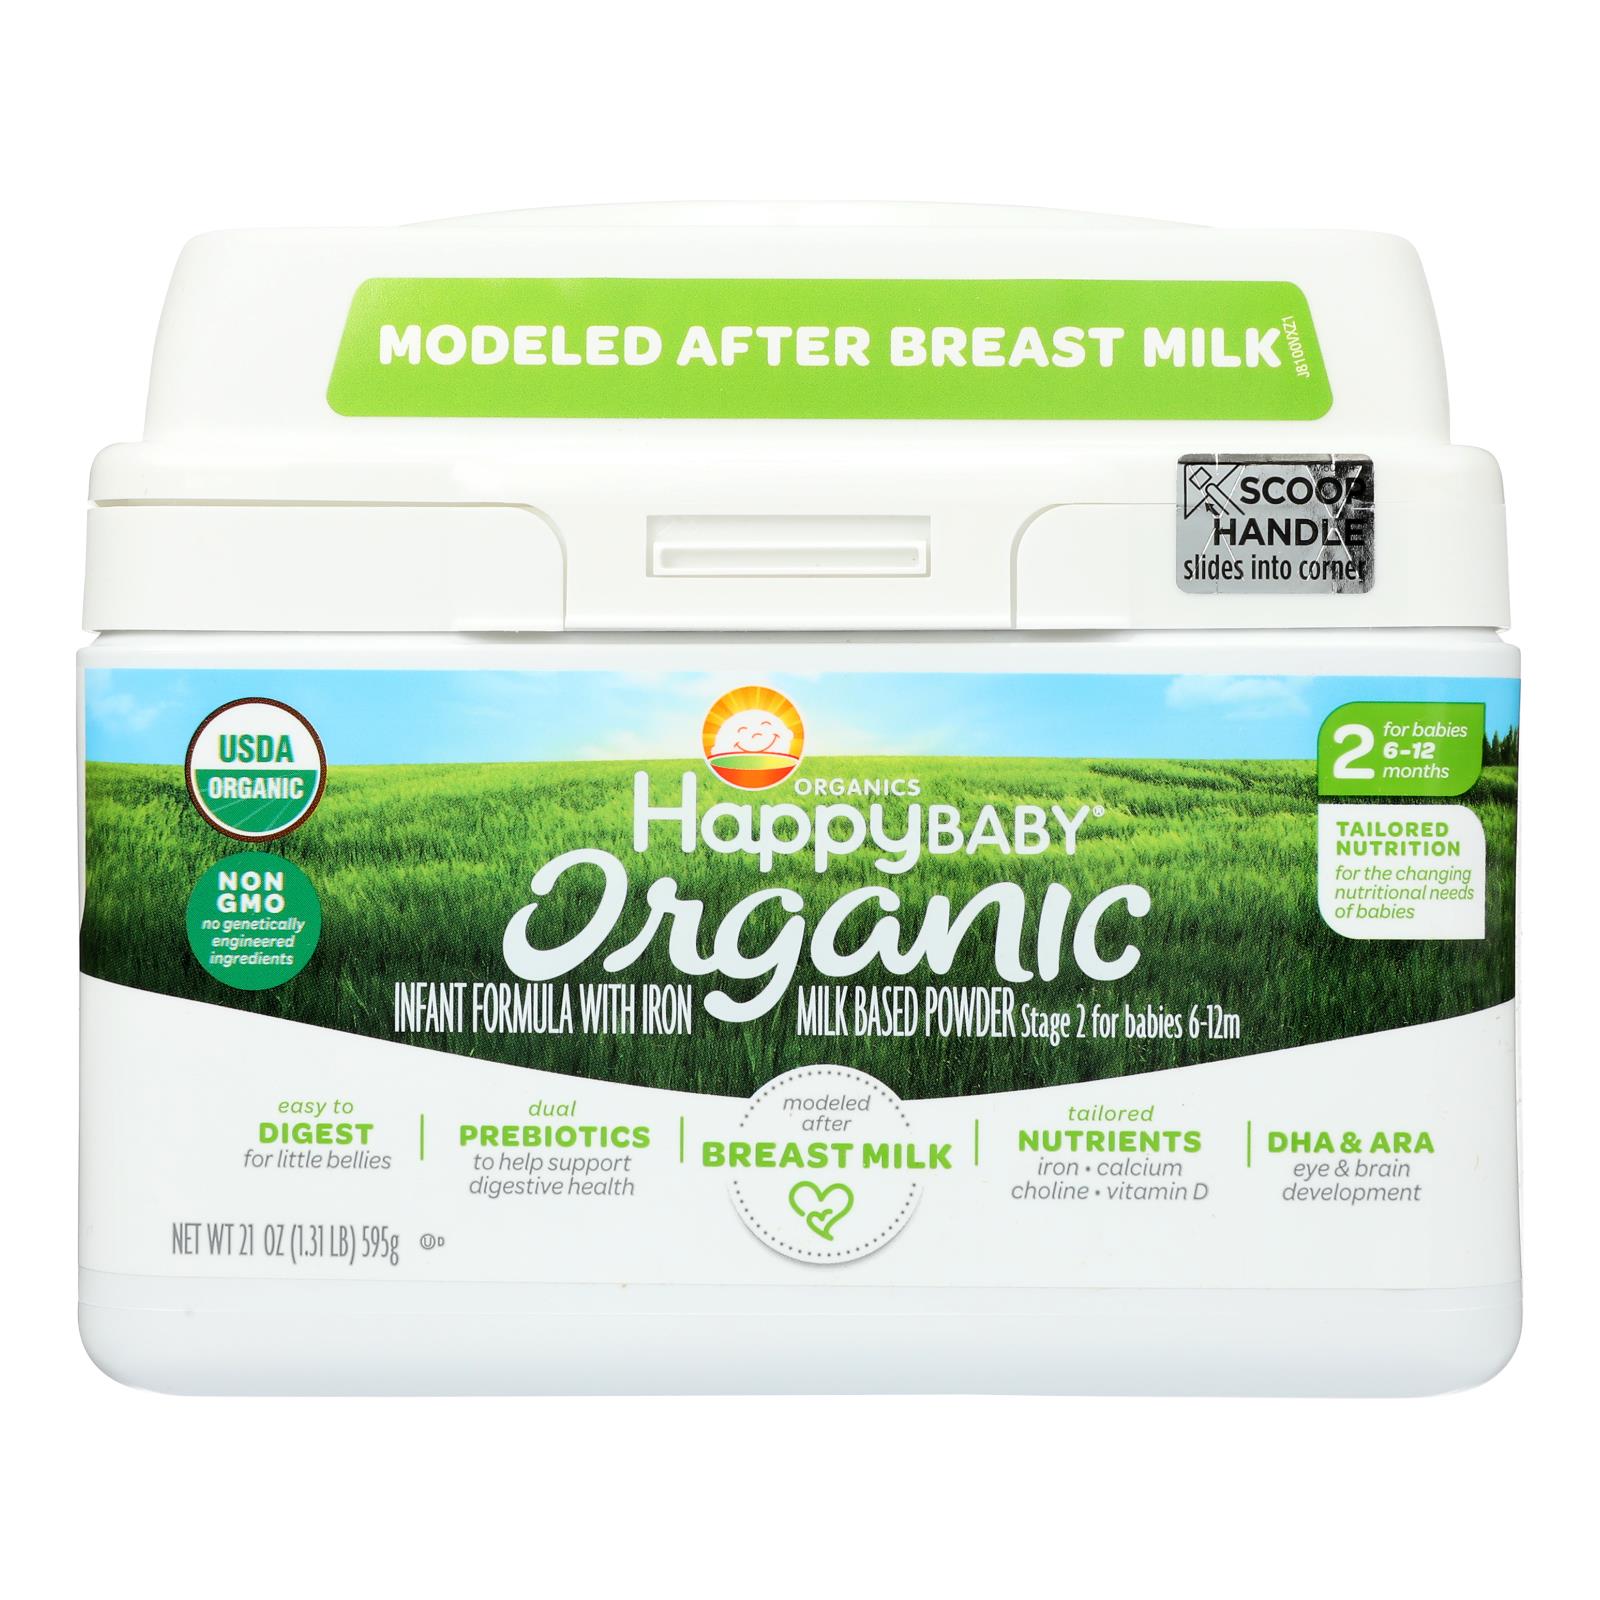 MODELED AFTER BREAST MILK
J8100VXZ1
SCOOP
HANDLE
slides into corner
USDA
ORGANIC
NON
GMO
no genetically
engineered
ingredients
ORGANICS
HappyBABY®
Organic
INFANT FORMULA WITH IRON
MILK BASED POWDER Stage 2 for babies 6-12m
2
for babies
6-12
months
TAILORED
NUTRITION
for the changing
nutritional needs
of babies
easy to
DIGEST
for little bellies
dual
PREBIOTICS
to help support
digestive health
modeled
after
BREAST MILK
tailored
NUTRIENTS
iron • calcium
choline • vitamin D
DHA & ARA
eye & brain
development
NET WT 21 OZ (1.31 LB) 595g
U D